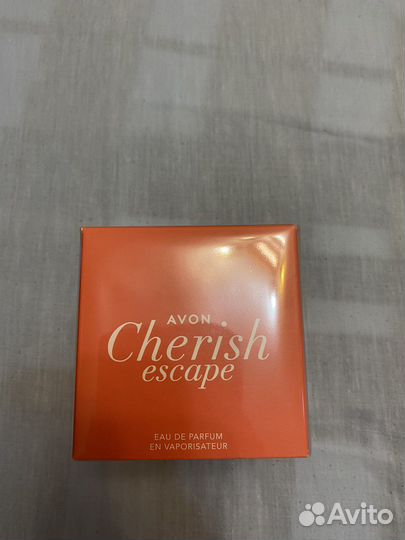 AVON
Cherish
escape
EAU DE PARFUM
EN VAPORISATEUR
Avito